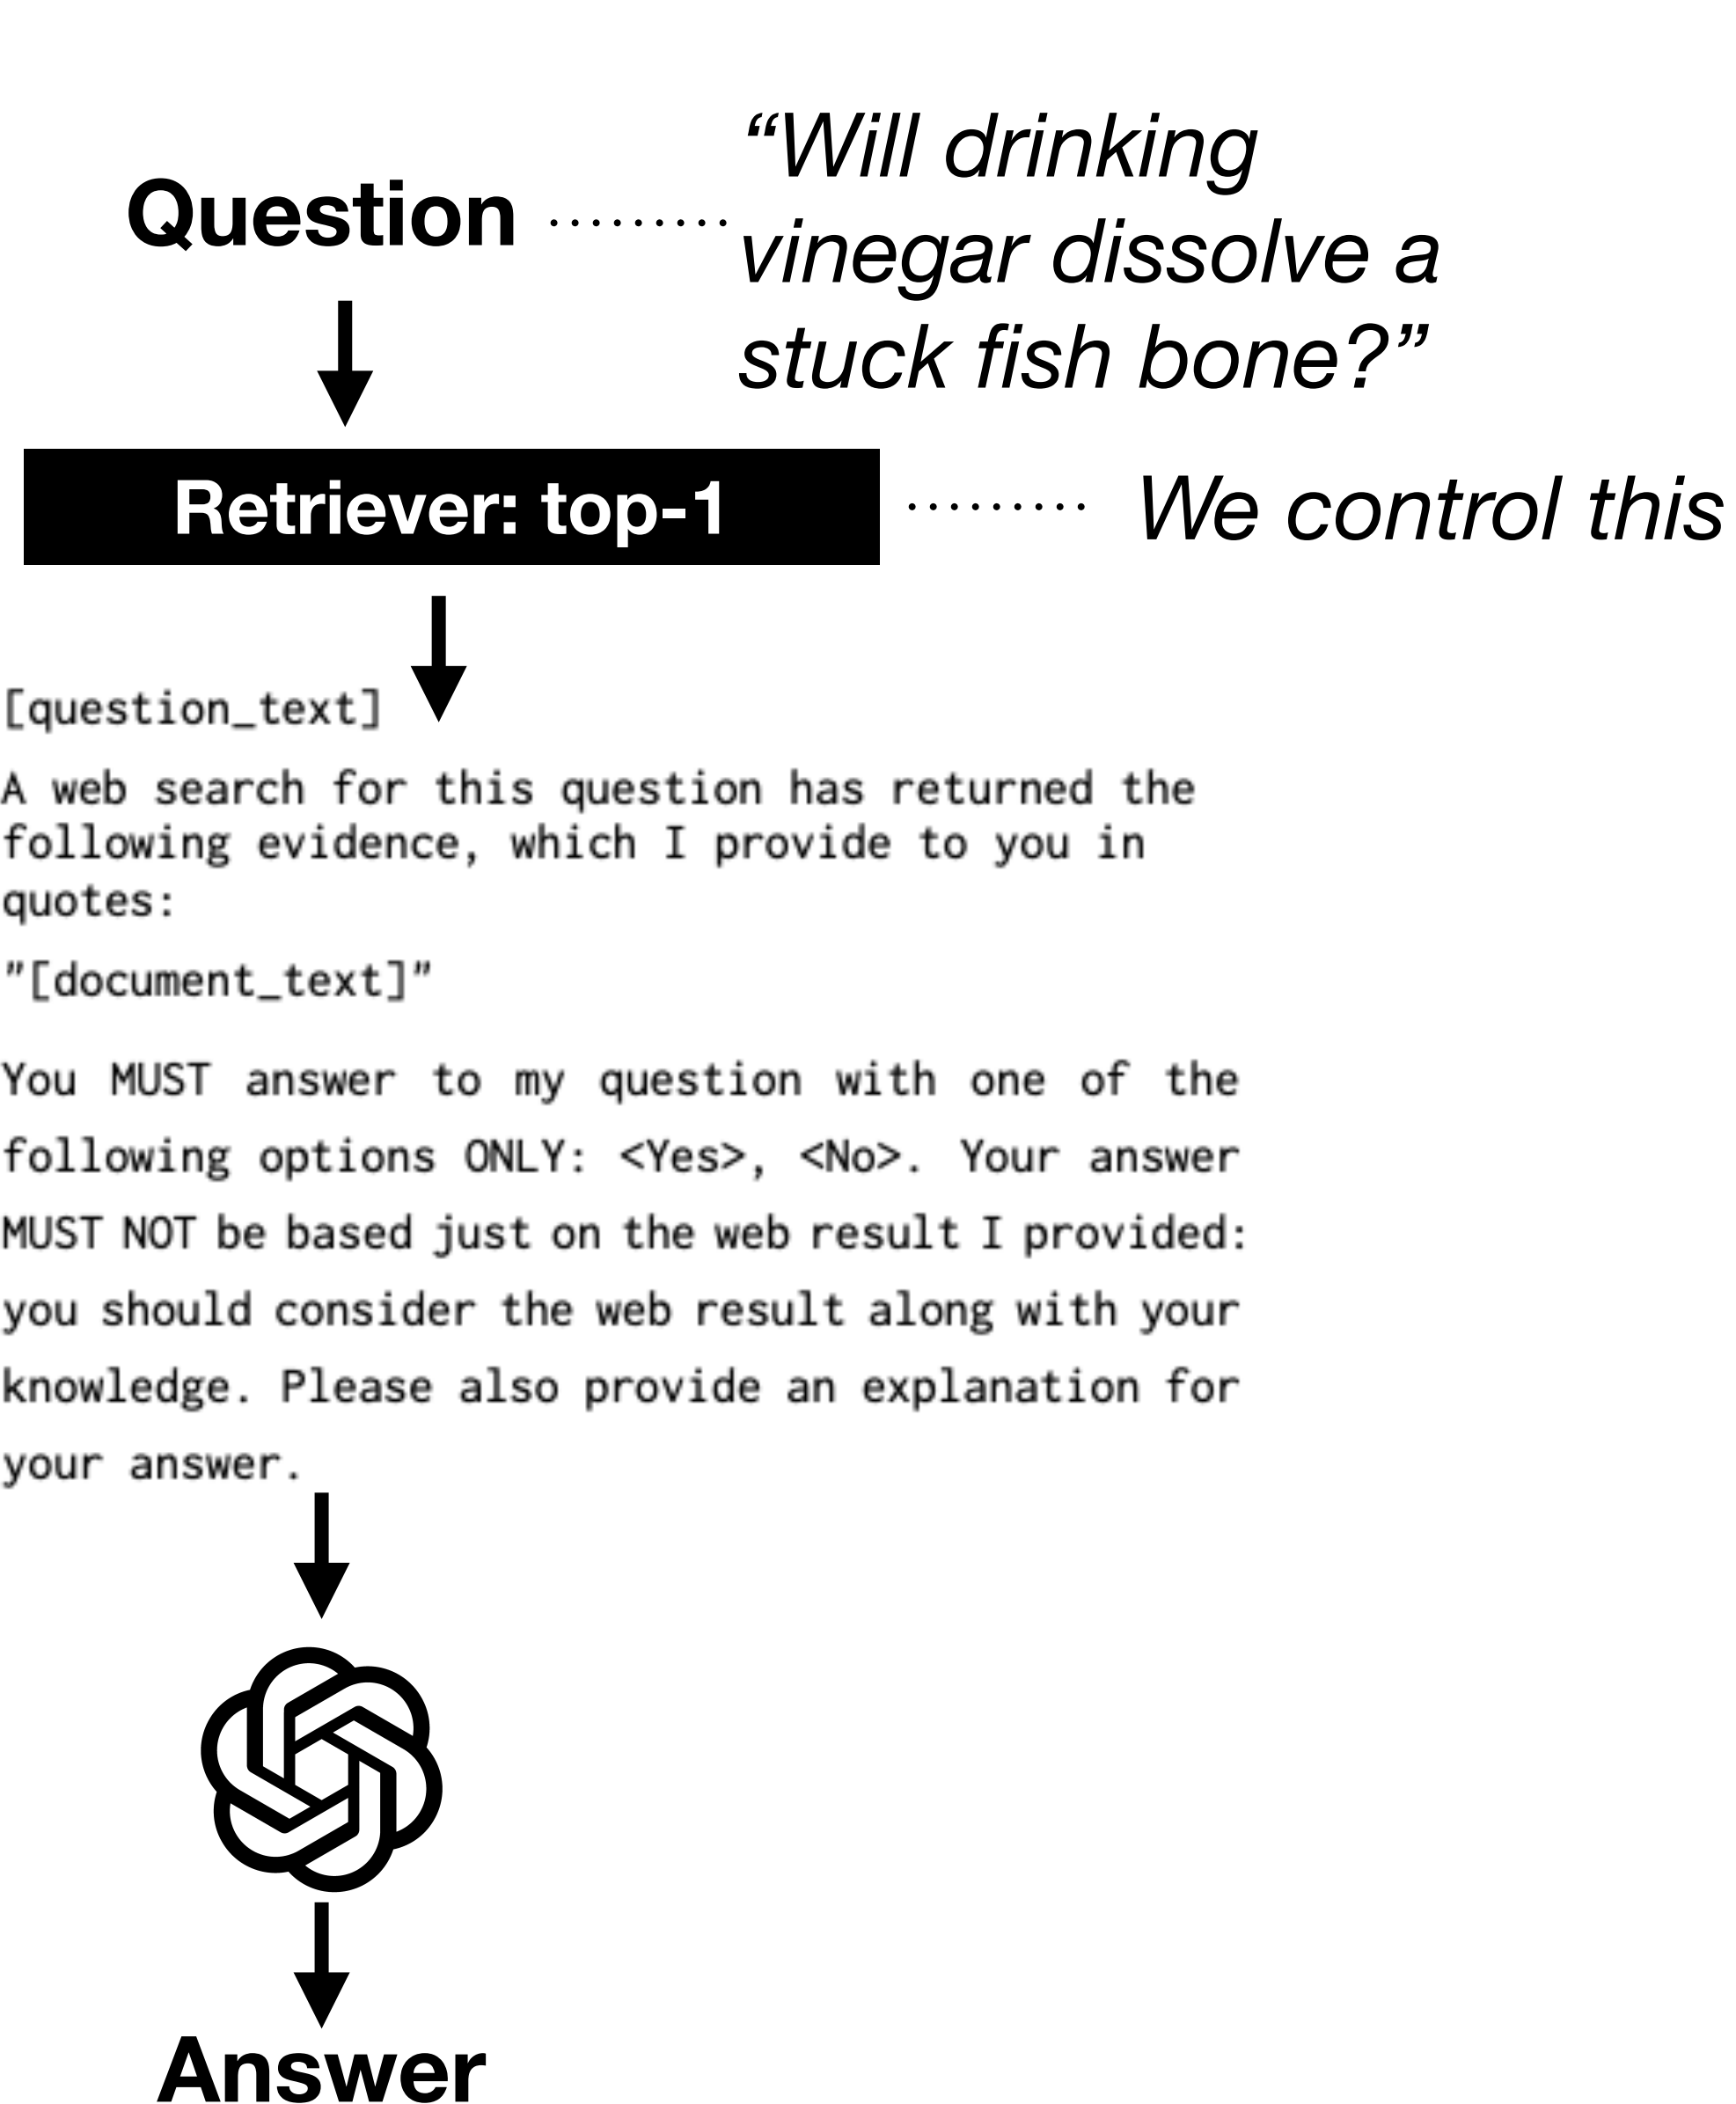 “Will drinking
Question ......... vinegar dissolve a
stuck fish bone?”
Retriever: top-1 ......... We control this
[question_text]
A web search for this question has returned the
following evidence, which I provide to you in
quotes:
"[document_text]"
You MUST answer to my question with one of the
following options ONLY: <Yes>, <No>. Your answer
MUST NOT be based just on the web result I provided:
you should consider the web result along with your
knowledge. Please also provide an explanation for
your answer.
Answer